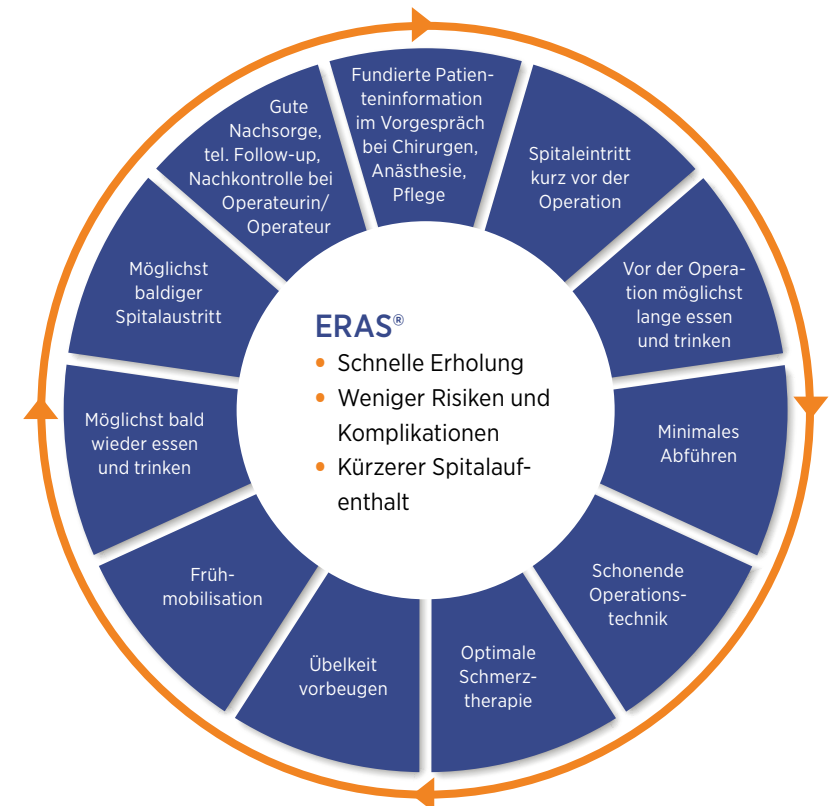 Fundierte Patien-
teninformation
im Vorgespräch
bei Chirurgen,
Anästhesie,
Pflege
Spitaleintritt
kurz vor der
Operation
Vor der Opera-
tion möglichst
lange essen
und trinken
Minimales
Abführen
Schonende
Operations-
technik
Optimale
Schmerz-
therapie
Übelkeit
vorbeugen
Früh-
mobilisation
Möglichst bald
wieder essen
und trinken
Möglichst
baldiger
Spitalaustritt
Gute
Nachsorge,
tel. Follow-up,
Nachkontrolle bei
Operateurin/
Operateur
ERAS®
• Schnelle Erholung
• Weniger Risiken und
Komplikationen
• Kürzerer Spitalauf-
enthalt